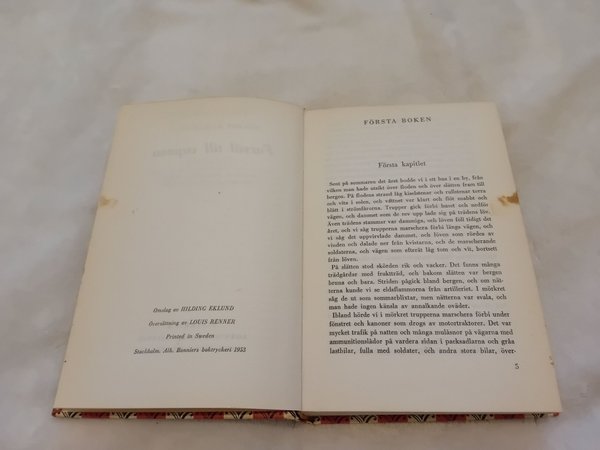 Omslag av HILDING EKLUND
Översättning av LOUIS RENNER
Printed in Sweden
Stockholm. Alb. Bonniers boktryckeri 1953
FÖRSTA BOKEN
Första kapitlet
Sent på sommaren det året bodde vi i ett hus i en by, från
vilken man hade utsikt över floden och över slätten fram till
bergen. På flodens strand låg kiselstenar och rullstenar torra
och vita i solen, och vattnet var klart och flöt snabbt och
blått i strömfårorna. Trupper gick förbi huset och nedför
vägen, och dammet som de rev upp lade sig på trädens löv.
Även trädens stammar var dammiga, och löven föll tidigt det
året, och vi såg trupperna marschera förbi längs vägen, och
vi såg det uppvirvlade dammet, och löven som rördes av
vinden och dalade ner från kvistarna, och de marscherande
soldaterna, och vägen som efteråt låg tom och vit, bortsett
ifrån löven.
På slätten stod skörden rik och vacker. Det fanns många
trädgårdar med fruktträd, och bakom slätten var bergen
bruna och bara. Striden pågick bland bergen, och om nät-
terna kunde vi se eldsflammorna från artilleriet. I mörkret
såg de ut som sommarblixtar, men nätterna var svala, och
man hade ingen känsla av annalkande oväder.
Ibland hörde vi i mörkret trupperna marschera förbi under
fönstret och kanoner som drogs av motortraktorer. Det var
mycket trafik på natten och många mulåsnor på vägarna med
ammunitionslådor på vardera sidan i packsadlarna och gråa
lastbilar, fulla med soldater, och andra stora bilar, över-
5